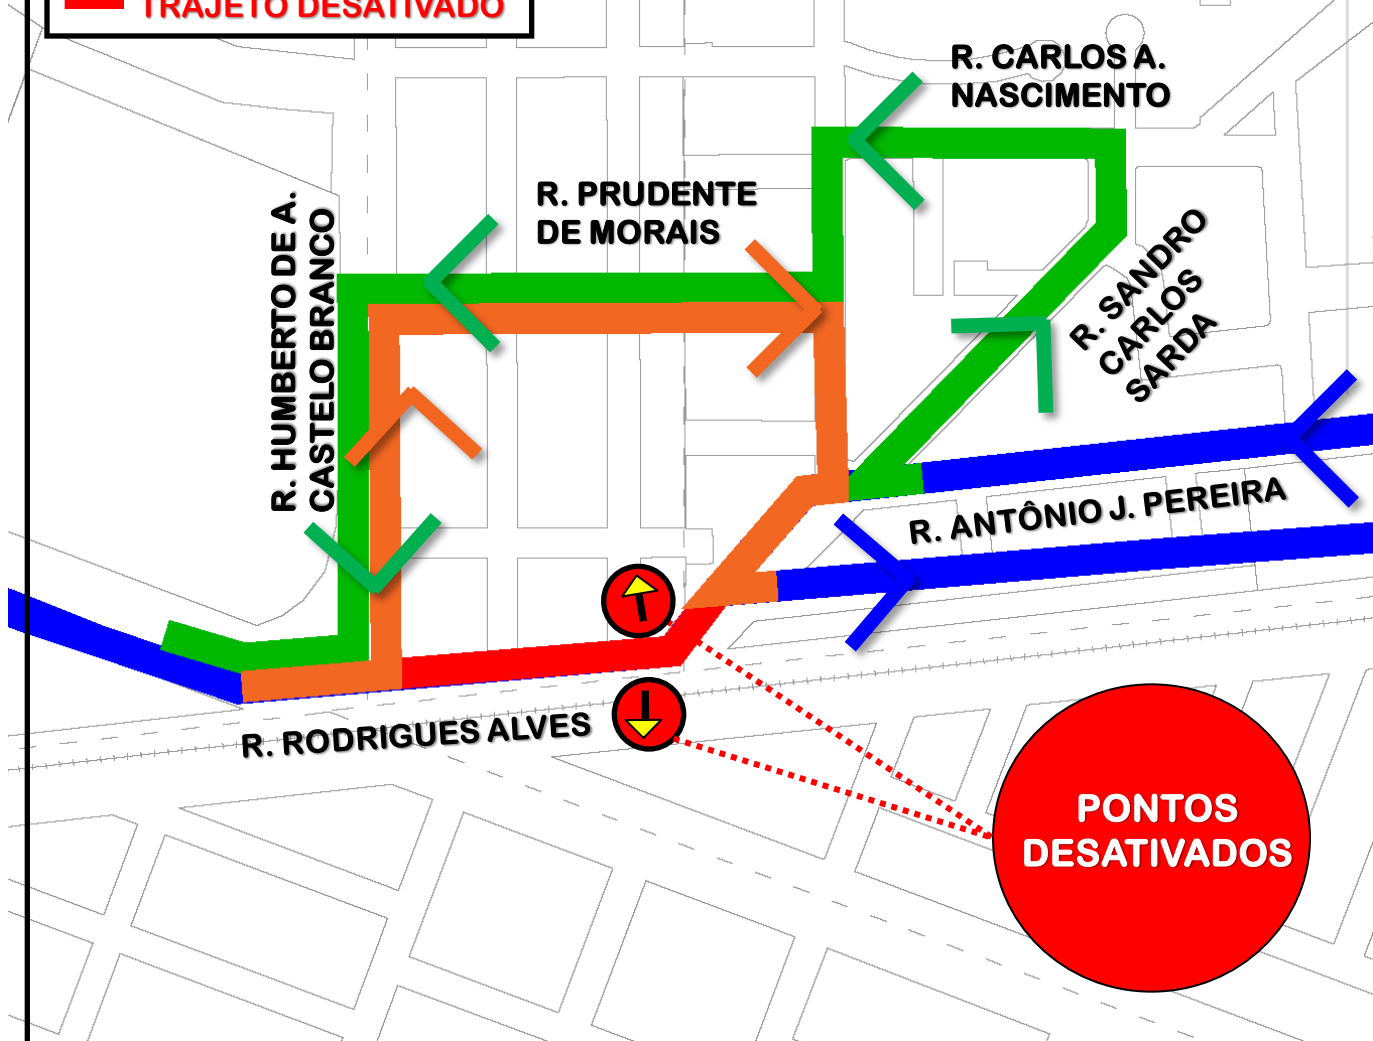 TRAJETO DESATIVADO
R. CARLOS A.
NASCIMENTO
R. PRUDENTE
DE MORAIS
R. HUMBERTO DE A.
CASTELO BRANCO
R. SANDRO
CARLOS
SARDA
R. ANTÔNIO J. PEREIRA
R. RODRIGUES ALVES
PONTOS
DESATIVADOS